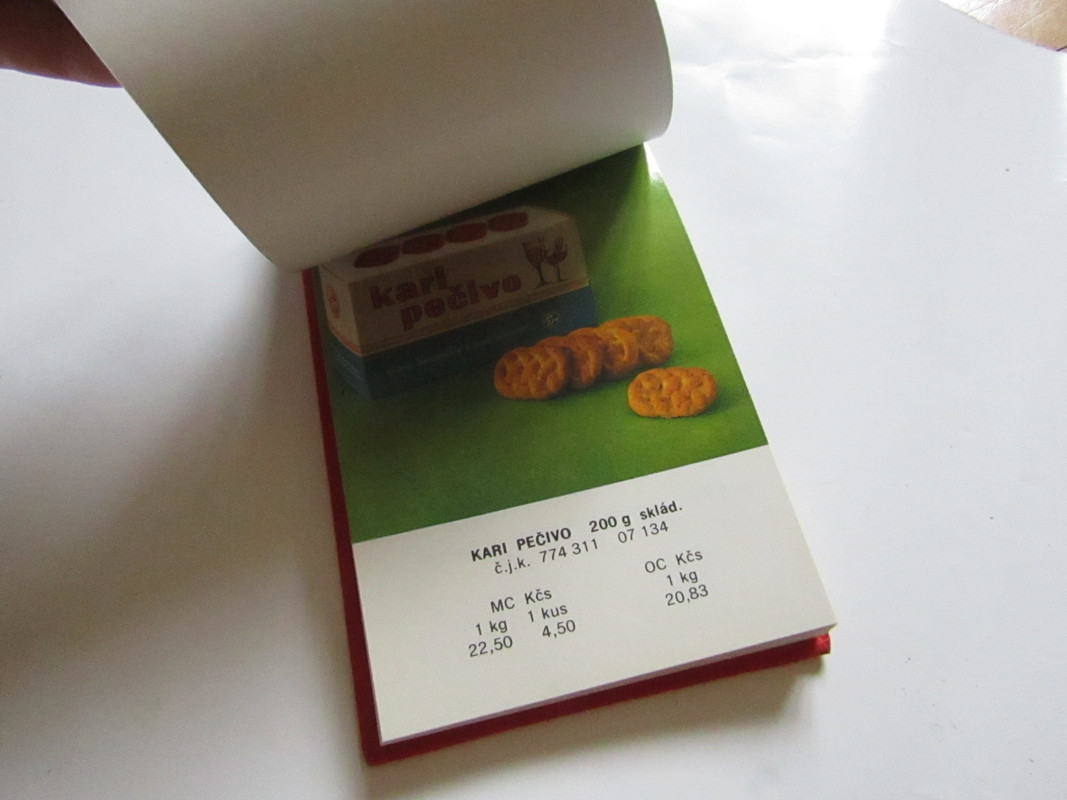 kari
pečivo
KARI PEČIVO 200 g sklád.
č.j.k. 774 311 07 134
MC Kčs
1 kg 1 kus
22,50 4,50
OC Kčs
1 kg
20,83